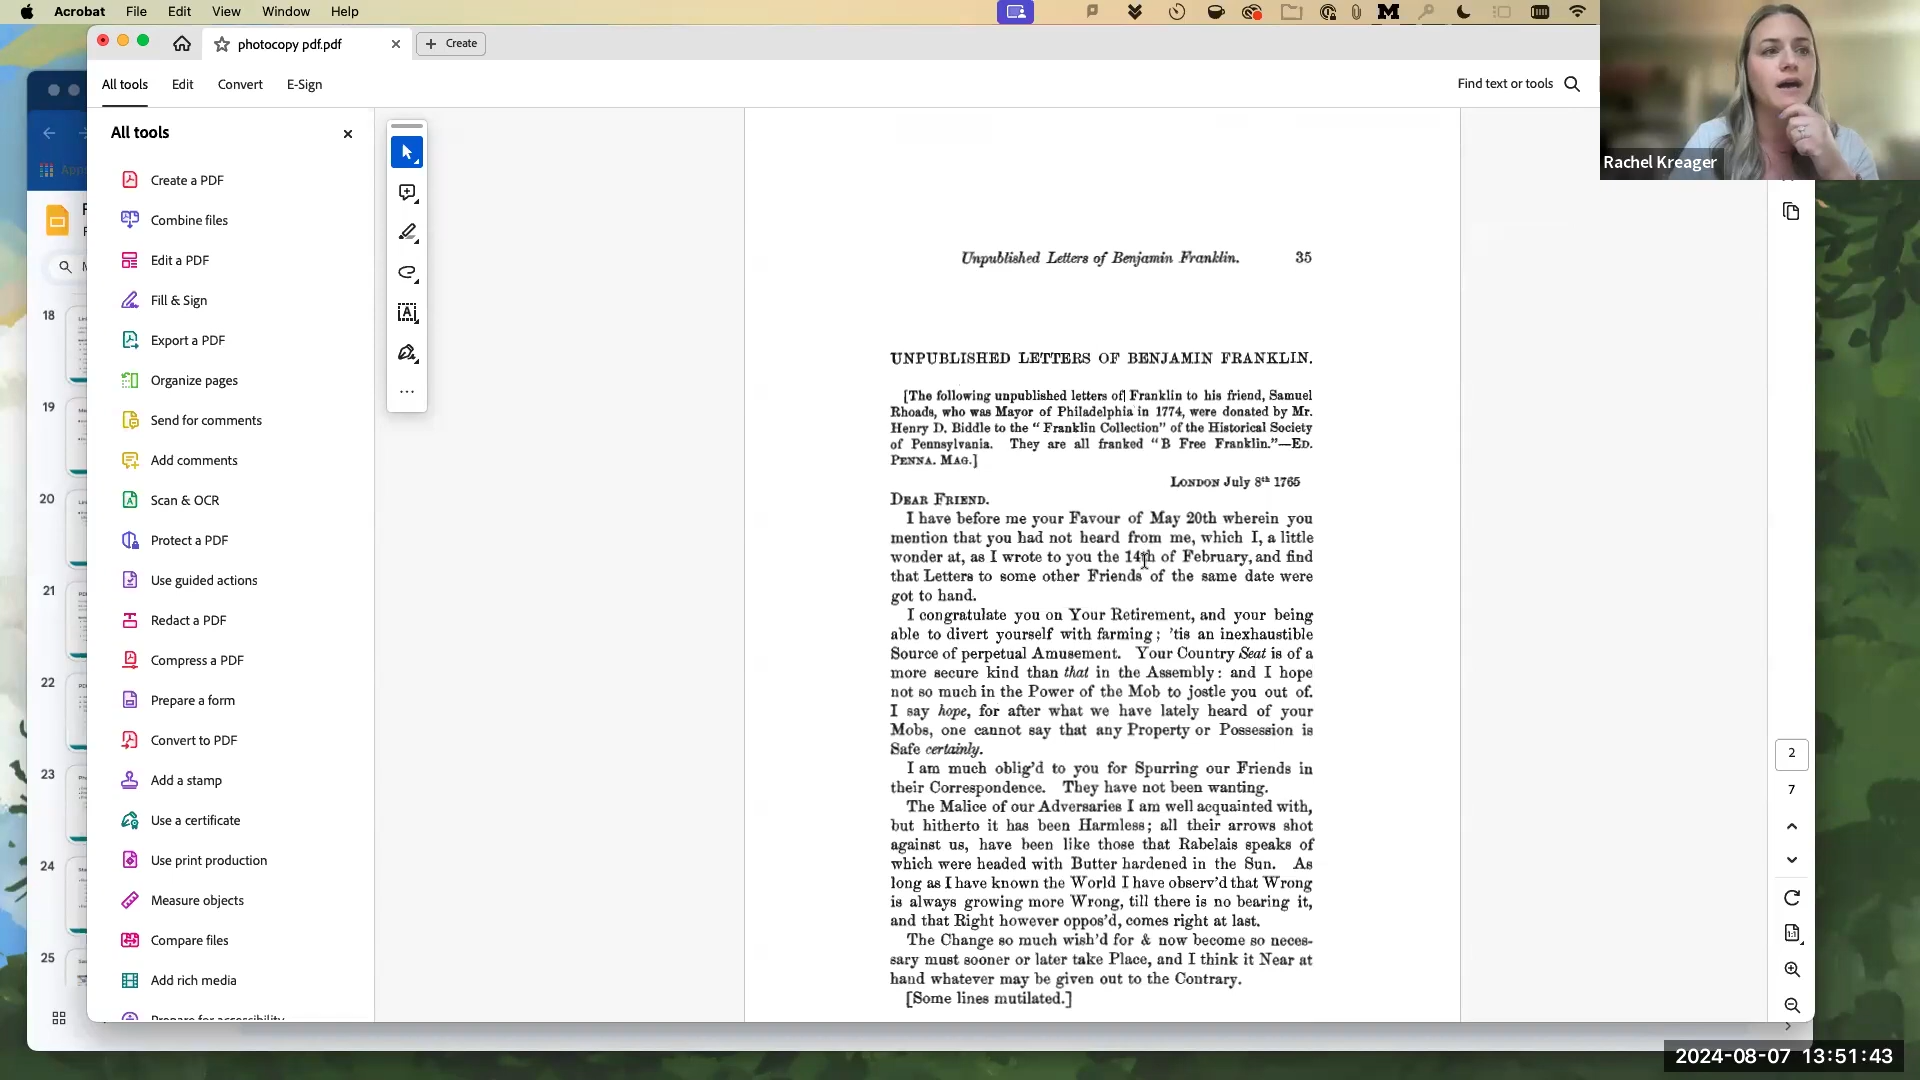 Acrobat File Edit View Window Help
photocopy pdf.pdf
Create
All tools Edit Convert E-Sign
Find text or tools
Rachel Kreager
All tools
Create a PDF
Combine files
Edit a PDF
Fill & Sign
Export a PDF
Organize pages
Send for comments
Add comments
Scan & OCR
Protect a PDF
Use guided actions
Redact a PDF
Compress a PDF
Prepare a form
Convert to PDF
Add a stamp
Use a certificate
Use print production
Measure objects
Compare files
Add rich media
Prepare for accessibility
18
19
20
21
22
23
24
25
Unpublished Letters of Benjamin Franklin. 35
UNPUBLISHED LETTERS OF BENJAMIN FRANKLIN.
[The following unpublished letters of Franklin to his friend, Samuel
Rhoads, who was Mayor of Philadelphia in 1774, were donated by Mr.
Henry D. Biddle to the “Franklin Collection” of the Historical Society
of Pennsylvania. They are all franked “B Free Franklin.”—ED.
PENNA. MAG.]
LONDON July 8th 1765
DEAR FRIEND.
I have before me your Favour of May 20th wherein you
mention that you had not heard from me, which I, a little
wonder at, as I wrote to you the 14th of February, and find
that Letters to some other Friends of the same date were
got to hand.
I congratulate you on Your Retirement, and your being
able to divert yourself with farming; 'tis an inexhaustible
Source of perpetual Amusement. Your Country Seat is of a
more secure kind than that in the Assembly: and I hope
not so much in the Power of the Mob to jostle you out of.
I say hope, for after what we have lately heard of your
Mobs, one cannot say that any Property or Possession is
Safe certainly.
I am much oblig'd to you for Spurring our Friends in
their Correspondence. They have not been wanting.
The Malice of our Adversaries I am well acquainted with,
but hitherto it has been Harmless; all their arrows shot
against us, have been like those that Rabelais speaks of
which were headed with Butter hardened in the Sun. As
long as I have known the World I have observ'd that Wrong
is always growing more Wrong, till there is no bearing it,
and that Right however oppos'd, comes right at last.
The Change so much wish'd for & now become so neces-
sary must sooner or later take Place, and I think it Near at
hand whatever may be given out to the Contrary.
[Some lines mutilated.]
2
7
2024-08-07 13:51:43